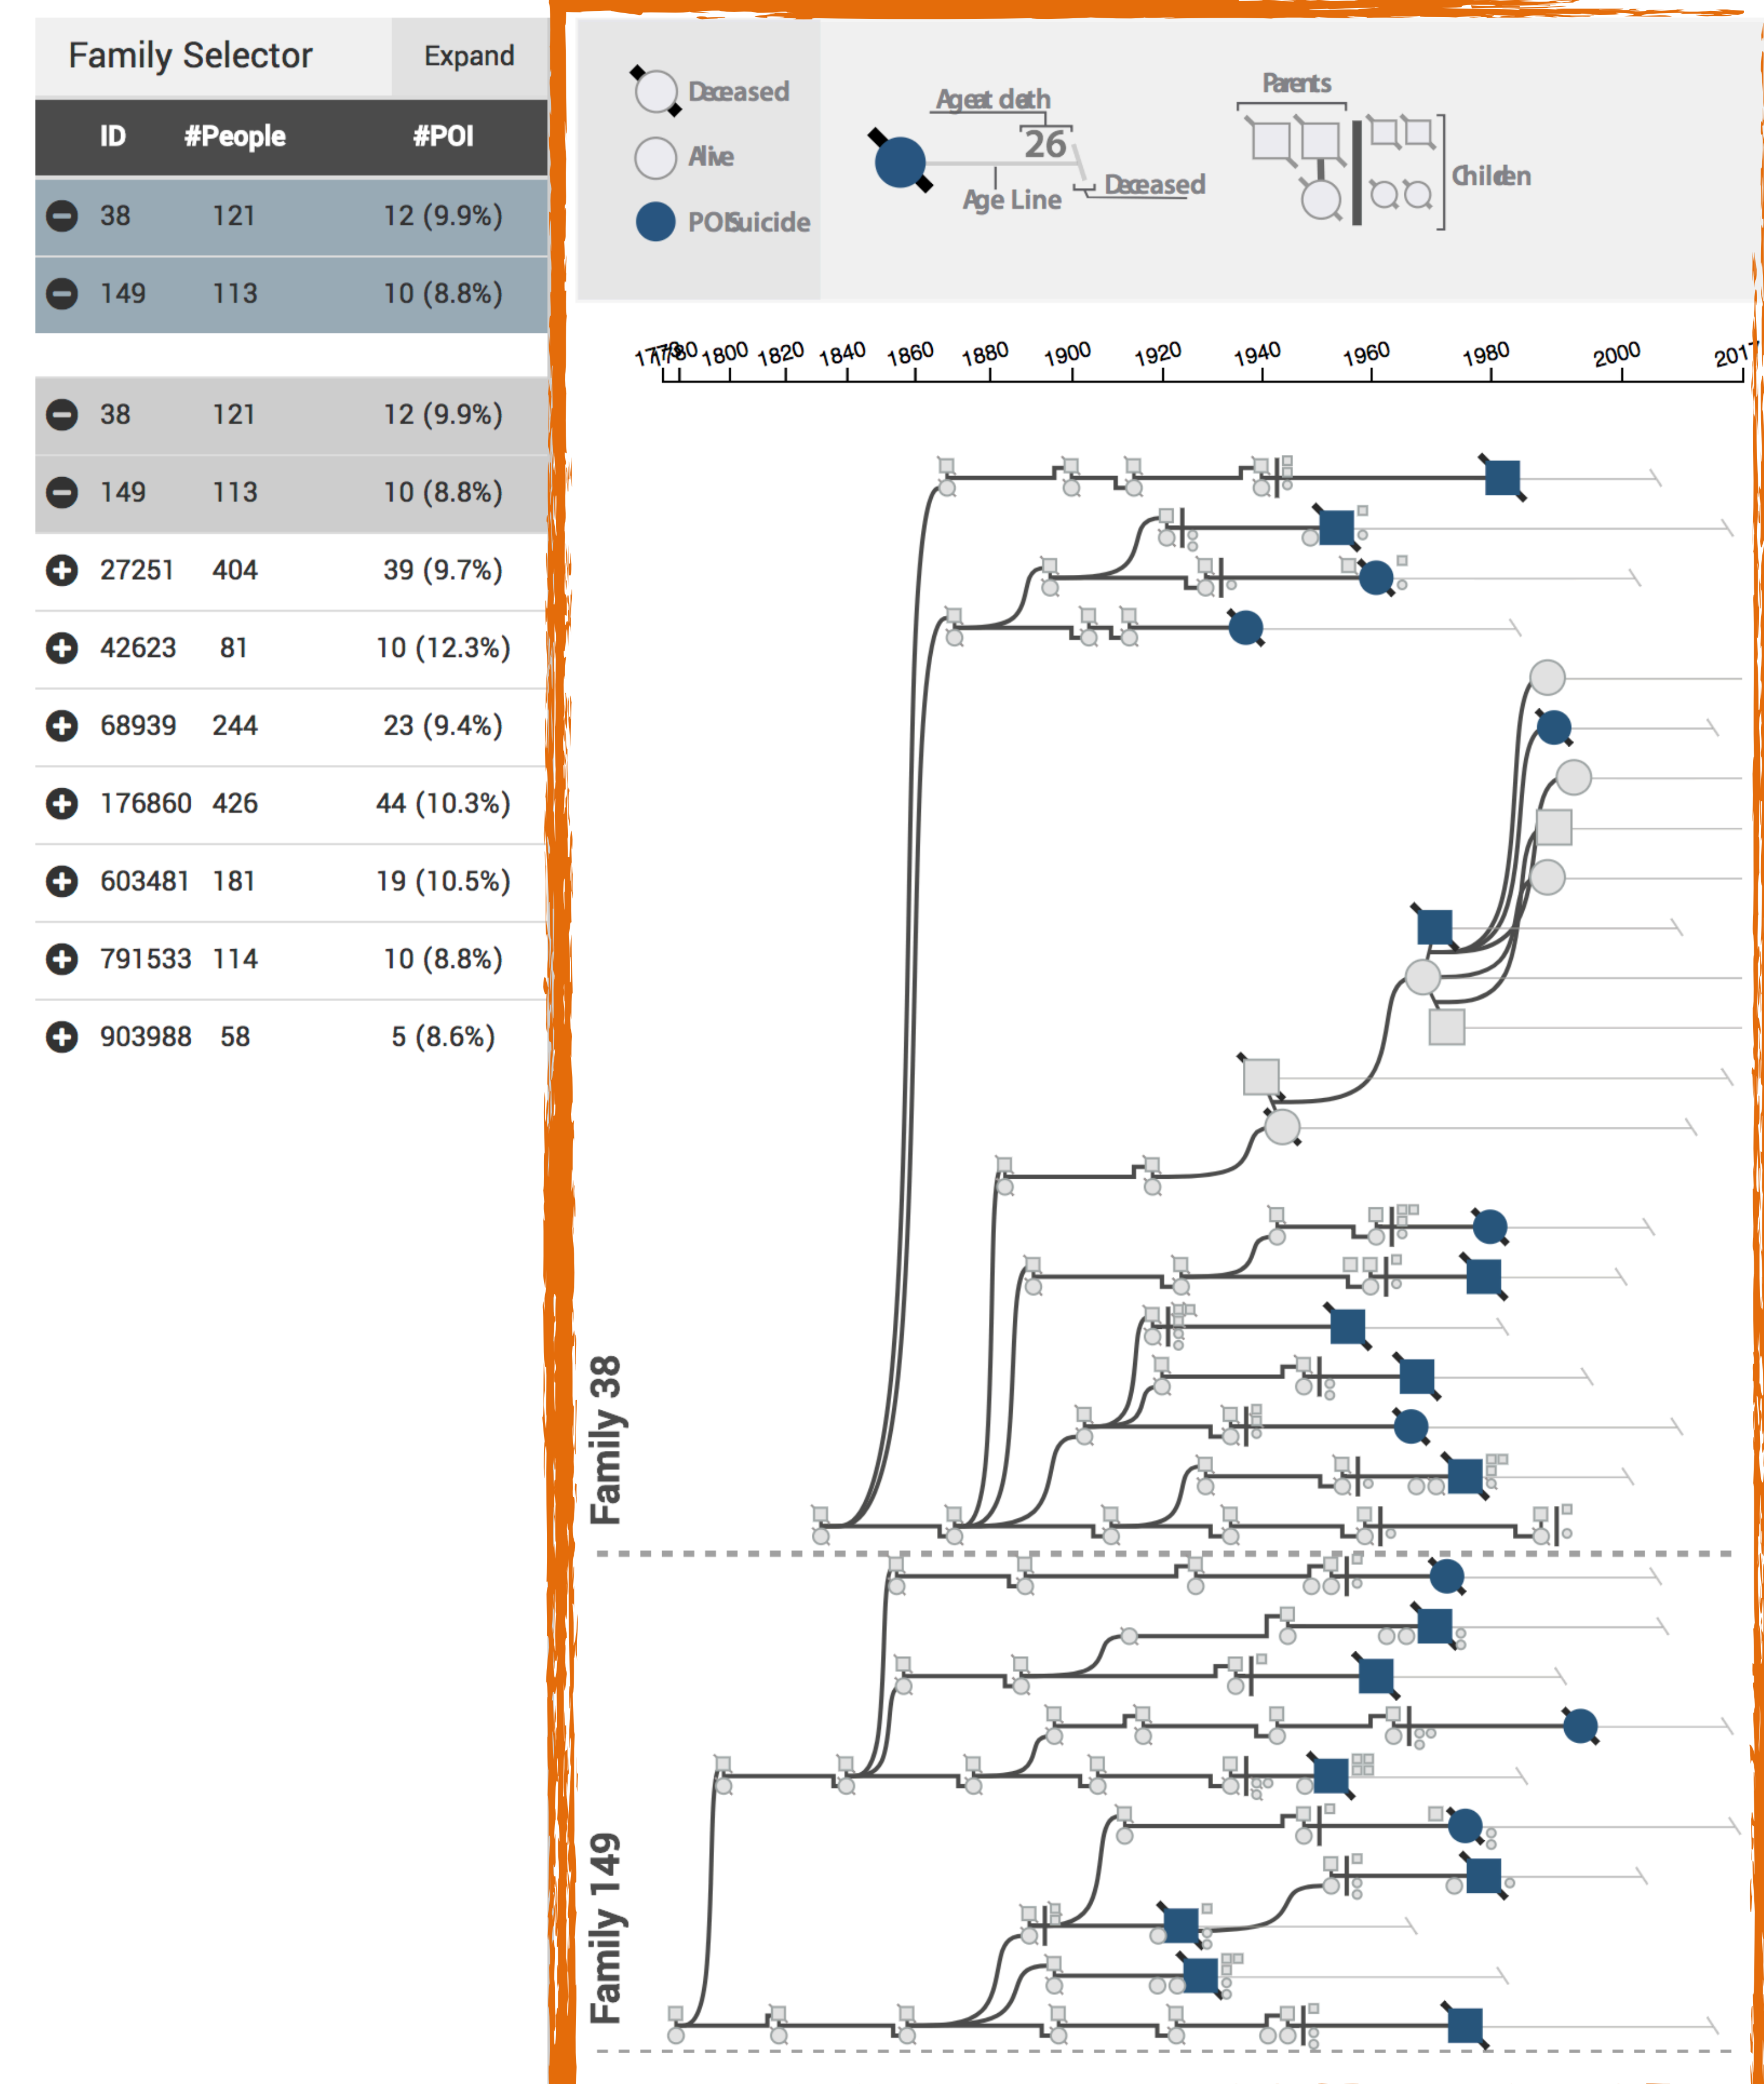 Family Selector Expand
ID #People #POI
38 121 12 (9.9%)
149 113 10 (8.8%)
38 121 12 (9.9%)
149 113 10 (8.8%)
27251 404 39 (9.7%)
42623 81 10 (12.3%)
68939 244 23 (9.4%)
176860 426 44 (10.3%)
603481 181 19 (10.5%)
791533 114 10 (8.8%)
903988 58 5 (8.6%)
Deceased
Alive
POI:Suicide
Age at death
26
Age Line
Deceased
Parents
Children
1773 1780 1800 1820 1840 1860 1880 1900 1920 1940 1960 1980 2000 2017
Family 38
Family 149